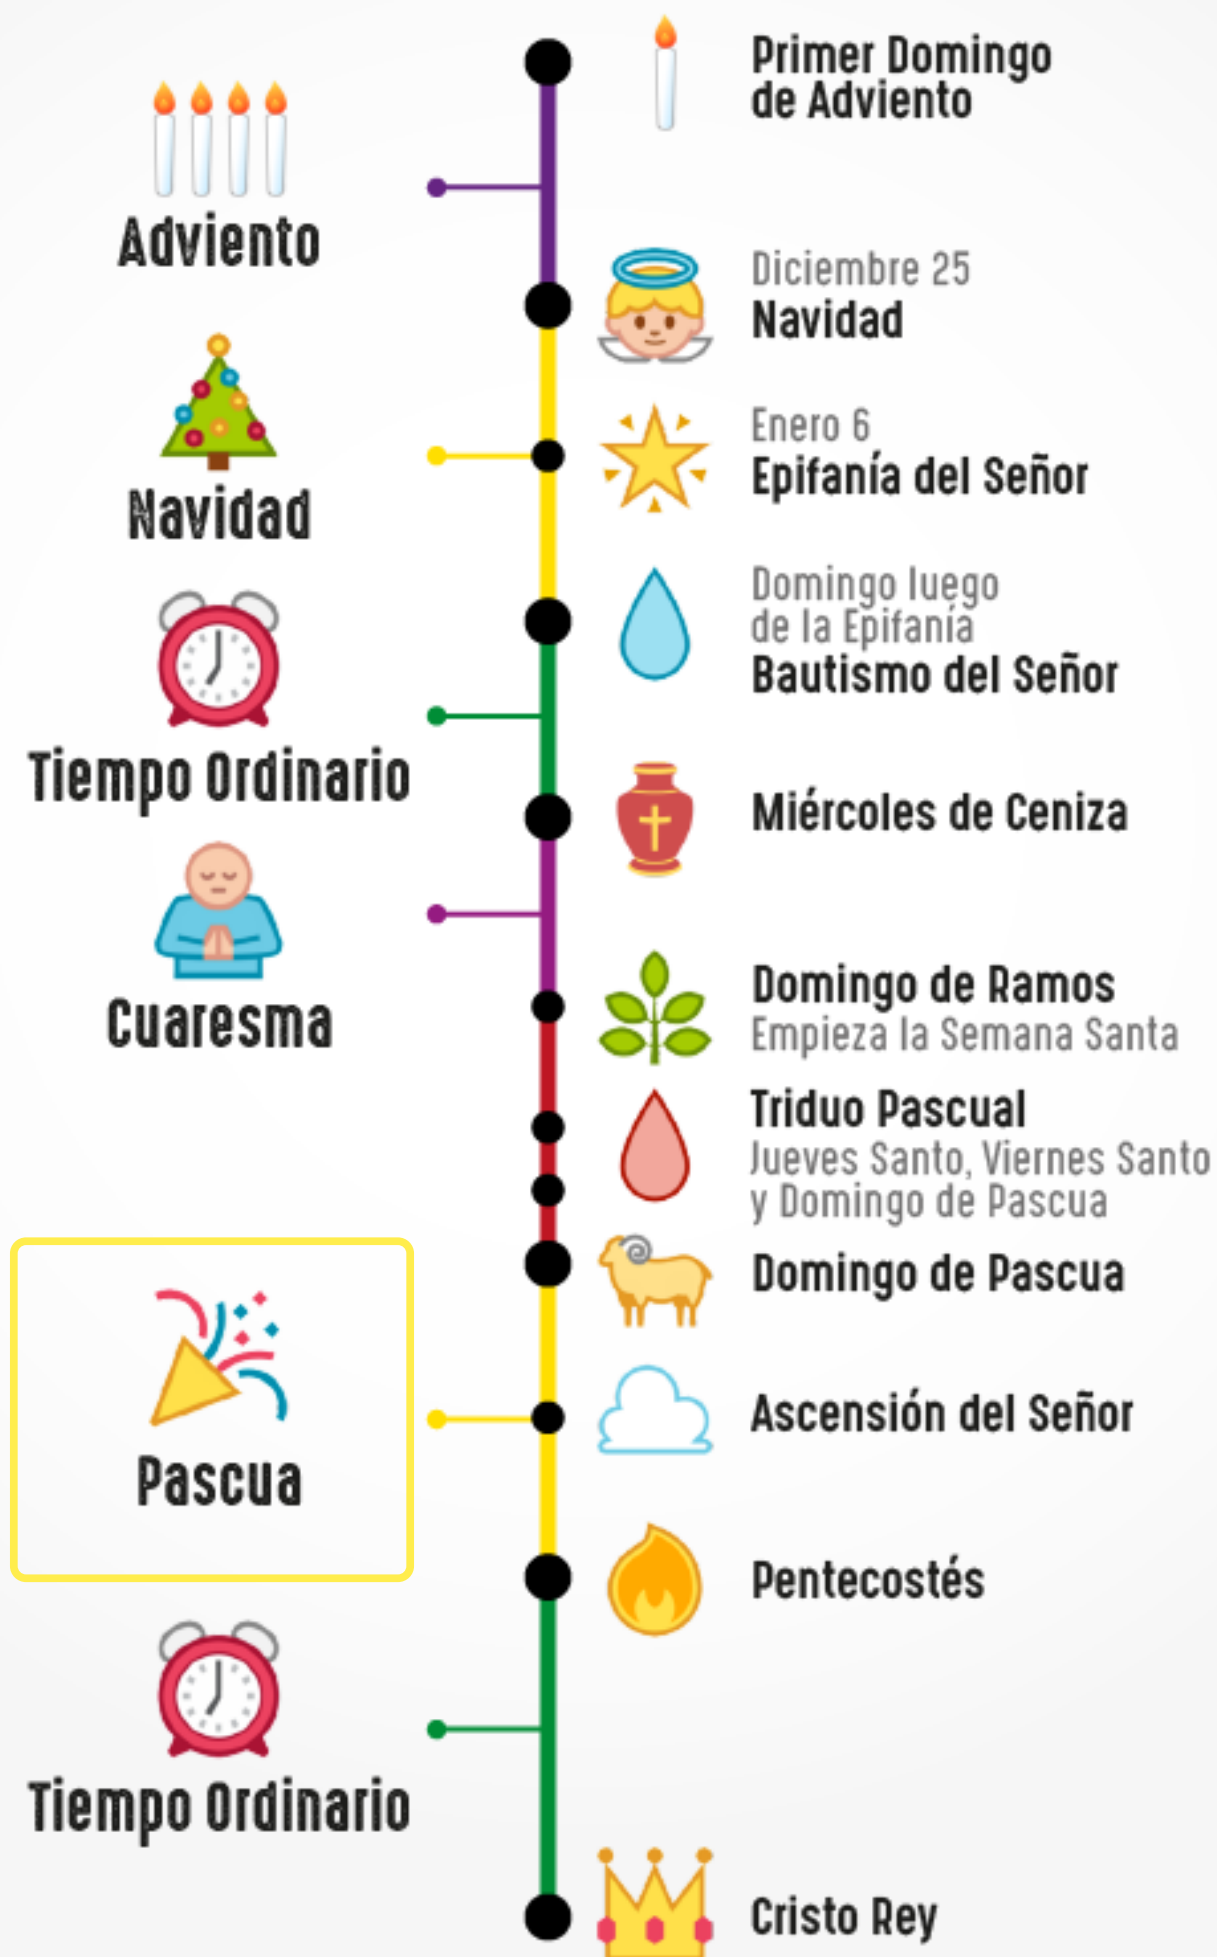 Primer Domingo
de Adviento
Adviento
Diciembre 25
Navidad
Navidad
Enero 6
Epifanía del Señor
Domingo luego
de la Epifanía
Bautismo del Señor
Tiempo Ordinario
Miércoles de Ceniza
Cuaresma
Domingo de Ramos
Empieza la Semana Santa
Triduo Pascual
Jueves Santo, Viernes Santo
y Domingo de Pascua
Domingo de Pascua
Pascua
Ascensión del Señor
Pentecostés
Tiempo Ordinario
Cristo Rey